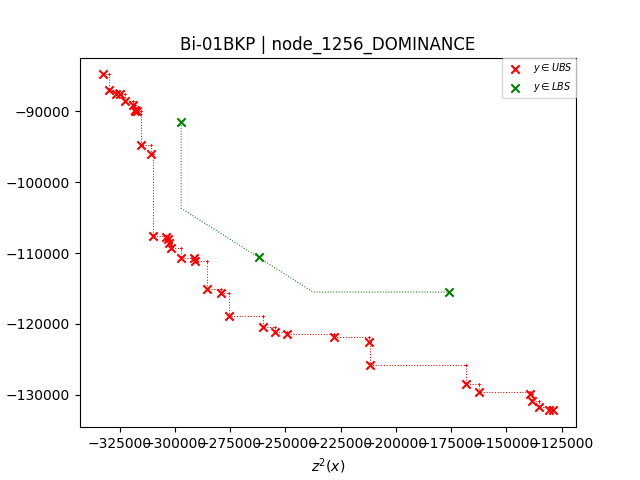 Bi-01BKP | node_1256_DOMINANCE
y ∈ UBS
y ∈ LBS
−90000
−100000
−110000
−120000
−130000
−325000 −300000 −275000 −250000 −225000 −200000 −175000 −150000 −125000
z²(x)